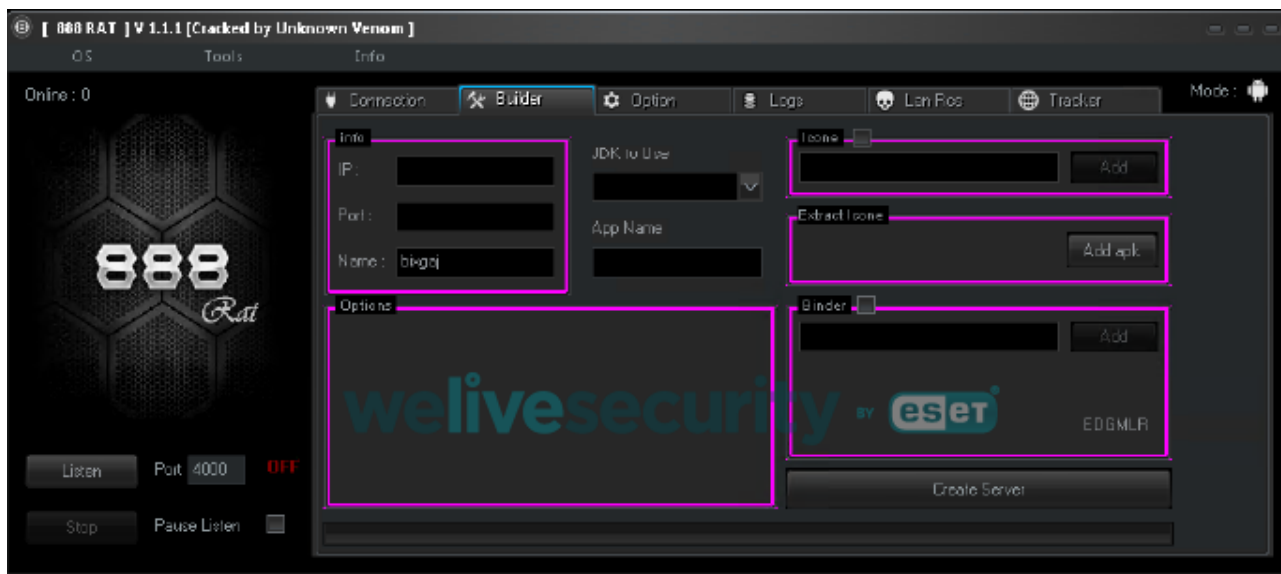 [ 888 RAT ] V 1.1.1 [Cracked by Unknown Venom ]
OS Tools Info
Online : 0
Connection Builder Option Logs Lan Ros Tracker
Mode :
Info
IP :
Port :
Name : bixgoj
JDK to Use
App Name
Icone
Add
Extract Icone
Add apk
Options
Binder
Add
EDGMLR
888
Rat
welivesecurity BY eset
Listen Port 4000 OFF
Stop Pause Listen
Create Server